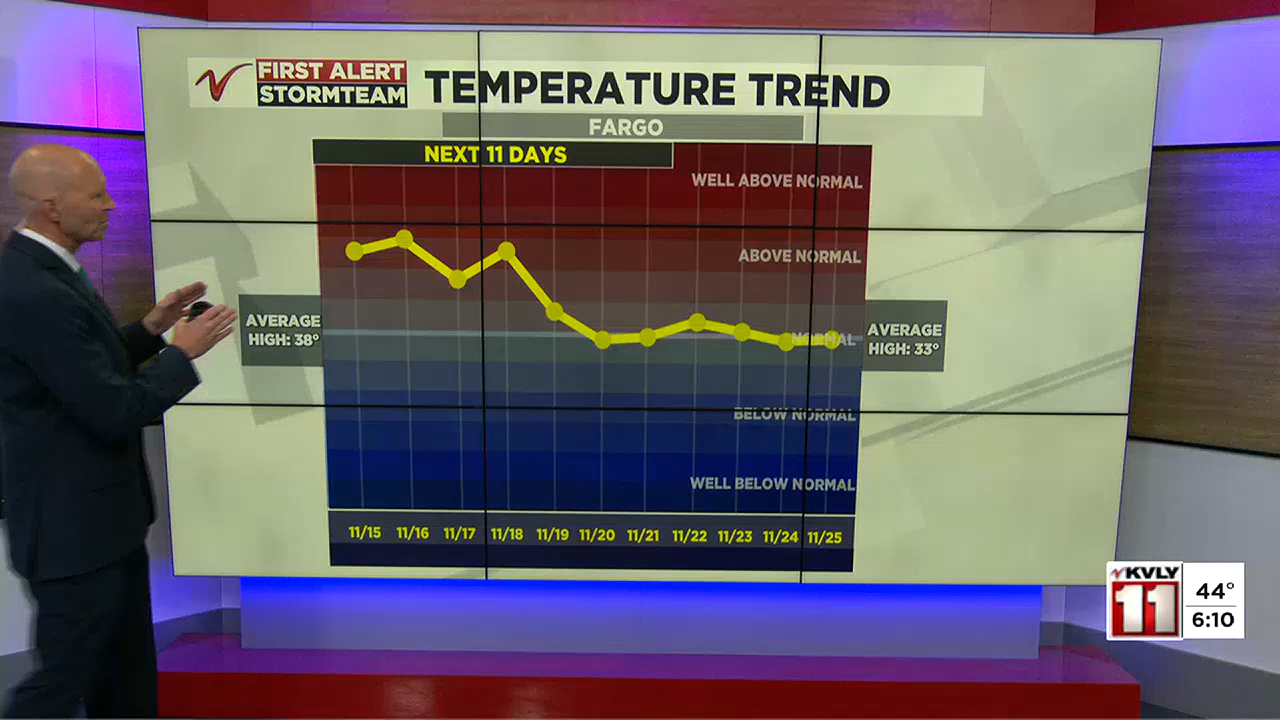 FIRST ALERT
STORMTEAM
TEMPERATURE TREND
FARGO
NEXT 11 DAYS
WELL ABOVE NORMAL
ABOVE NORMAL
AVERAGE
HIGH: 38°
NORMAL
AVERAGE
HIGH: 33°
BELOW NORMAL
WELL BELOW NORMAL
11/15 11/16 11/17 11/18 11/19 11/20 11/21 11/22 11/23 11/24 11/25
KVLY
11
44°
6:10